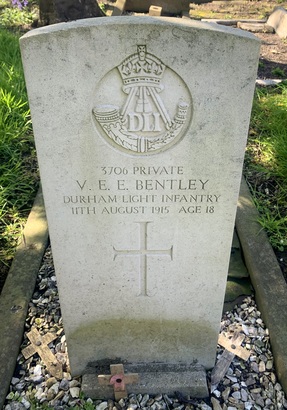 DLI
3706 PRIVATE
V. E. E. BENTLEY
DURHAM LIGHT INFANTRY
11TH AUGUST 1915 AGE 18